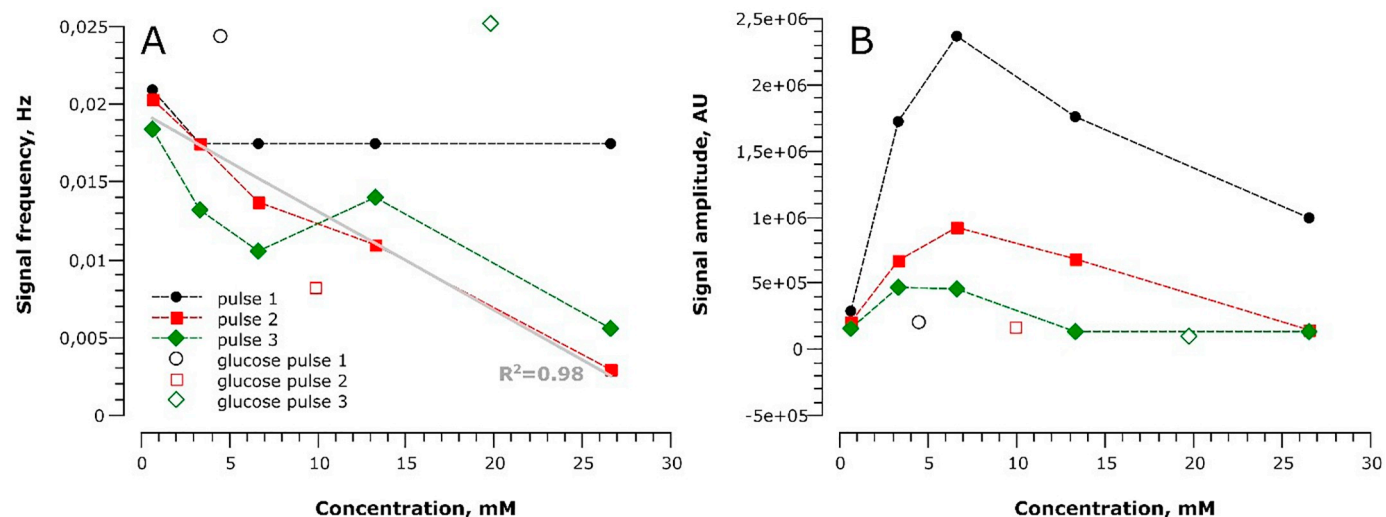 A
Signal frequency, Hz
0,025
0,02
0,015
0,01
0,005
0
pulse 1
pulse 2
pulse 3
glucose pulse 1
glucose pulse 2
glucose pulse 3
R²=0.98
0 5 10 15 20 25 30
Concentration, mM
B
Signal amplitude, AU
2,5e+06
2e+06
1,5e+06
1e+06
5e+05
0
-5e+05
0 5 10 15 20 25 30
Concentration, mM